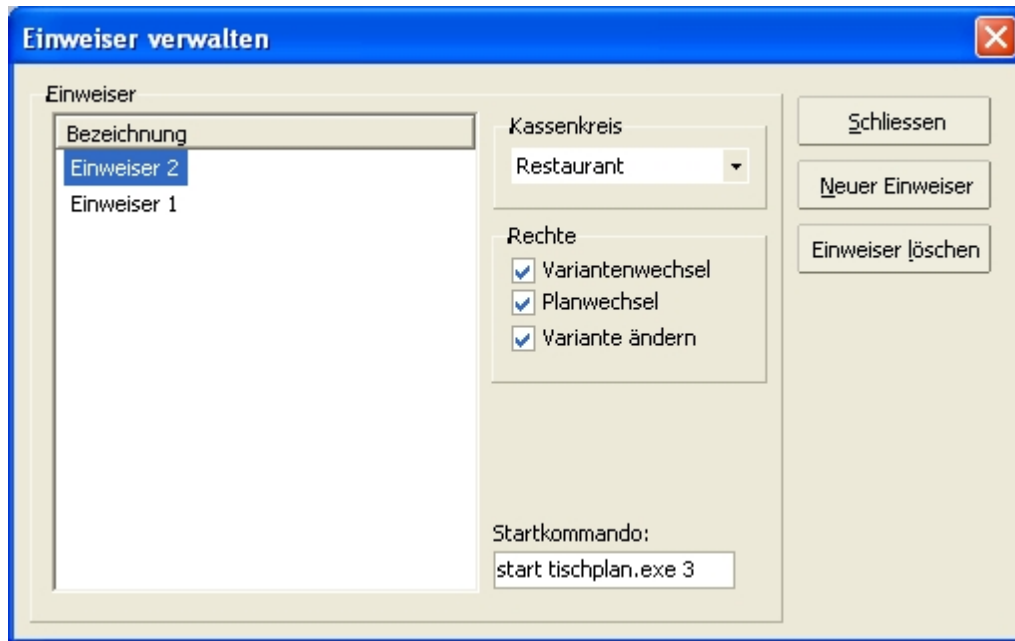 Einweiser verwalten
Einweiser
Bezeichnung
Einweiser 2
Einweiser 1
Kassenkreis
Restaurant
Rechte
Variantenwechsel
Planwechsel
Variante ändern
Startkommando:
start tischplan.exe 3
Schliessen
Neuer Einweiser
Einweiser löschen